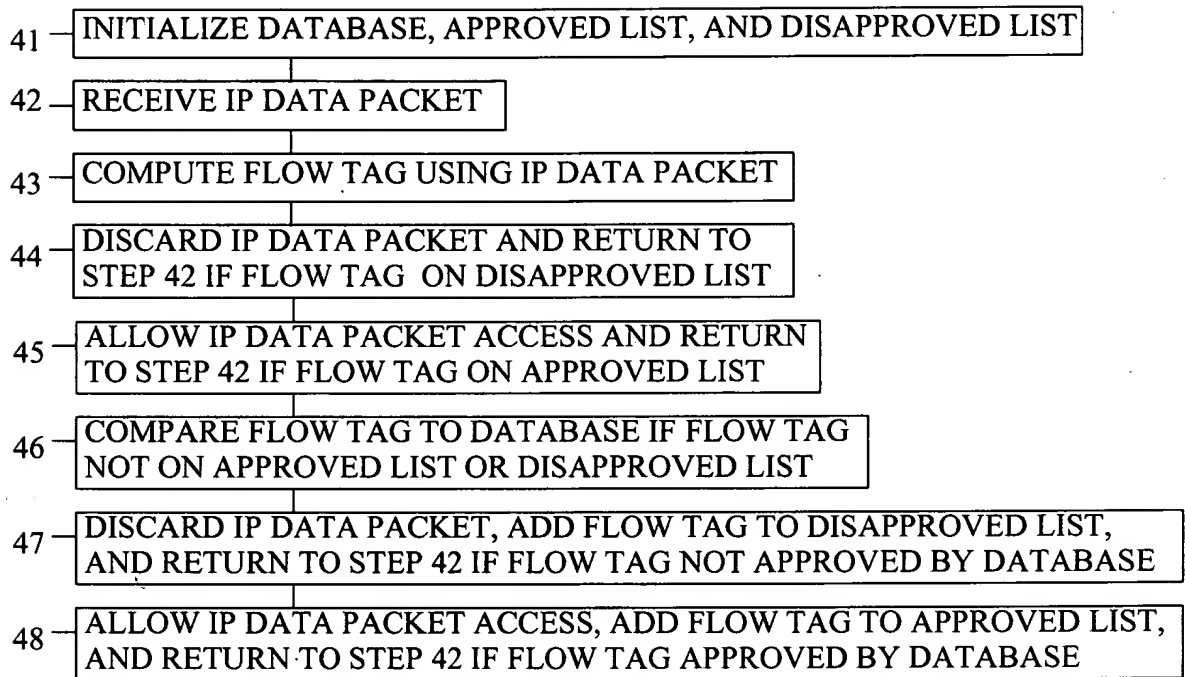 41 INITIALIZE DATABASE, APPROVED LIST, AND DISAPPROVED LIST
42 RECEIVE IP DATA PACKET
43 COMPUTE FLOW TAG USING IP DATA PACKET
44 DISCARD IP DATA PACKET AND RETURN TO
STEP 42 IF FLOW TAG ON DISAPPROVED LIST
45 ALLOW IP DATA PACKET ACCESS AND RETURN
TO STEP 42 IF FLOW TAG ON APPROVED LIST
46 COMPARE FLOW TAG TO DATABASE IF FLOW TAG
NOT ON APPROVED LIST OR DISAPPROVED LIST
47 DISCARD IP DATA PACKET, ADD FLOW TAG TO DISAPPROVED LIST,
AND RETURN TO STEP 42 IF FLOW TAG NOT APPROVED BY DATABASE
48 ALLOW IP DATA PACKET ACCESS, ADD FLOW TAG TO APPROVED LIST,
AND RETURN TO STEP 42 IF FLOW TAG APPROVED BY DATABASE